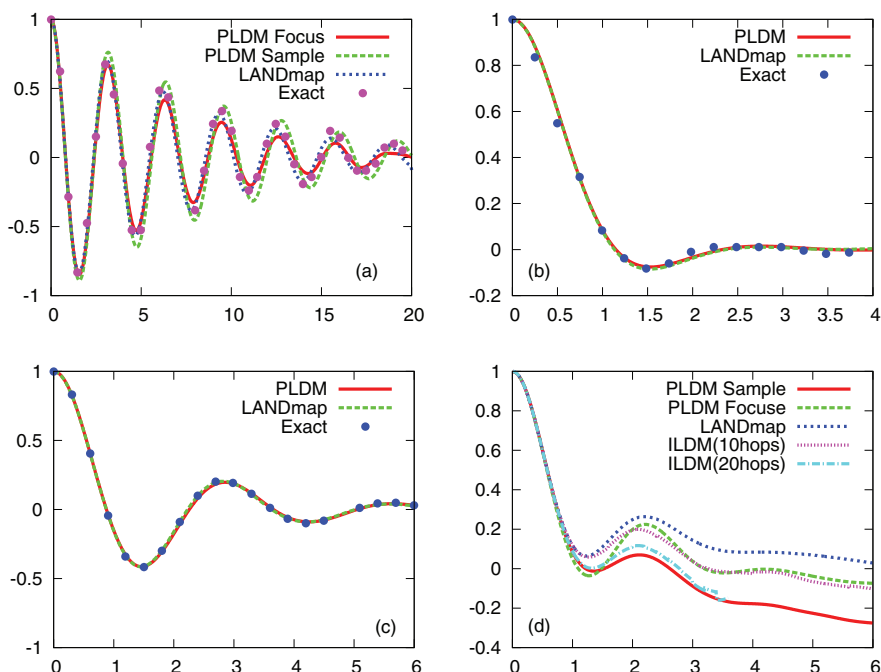 1
0.5
0
-0.5
-1
PLDM Focus
PLDM Sample
LANDmap
Exact
(a)
0 5 10 15 20
1
0.8
0.6
0.4
0.2
0
-0.2
PLDM
LANDmap
Exact
(b)
0 0.5 1 1.5 2 2.5 3 3.5 4
1
0.5
0
-0.5
-1
PLDM
LANDmap
Exact
(c)
0 1 2 3 4 5 6
1
0.8
0.6
0.4
0.2
0
-0.2
-0.4
PLDM Sample
PLDM Focuse
LANDmap
ILDM(10hops)
ILDM(20hops)
(d)
0 1 2 3 4 5 6